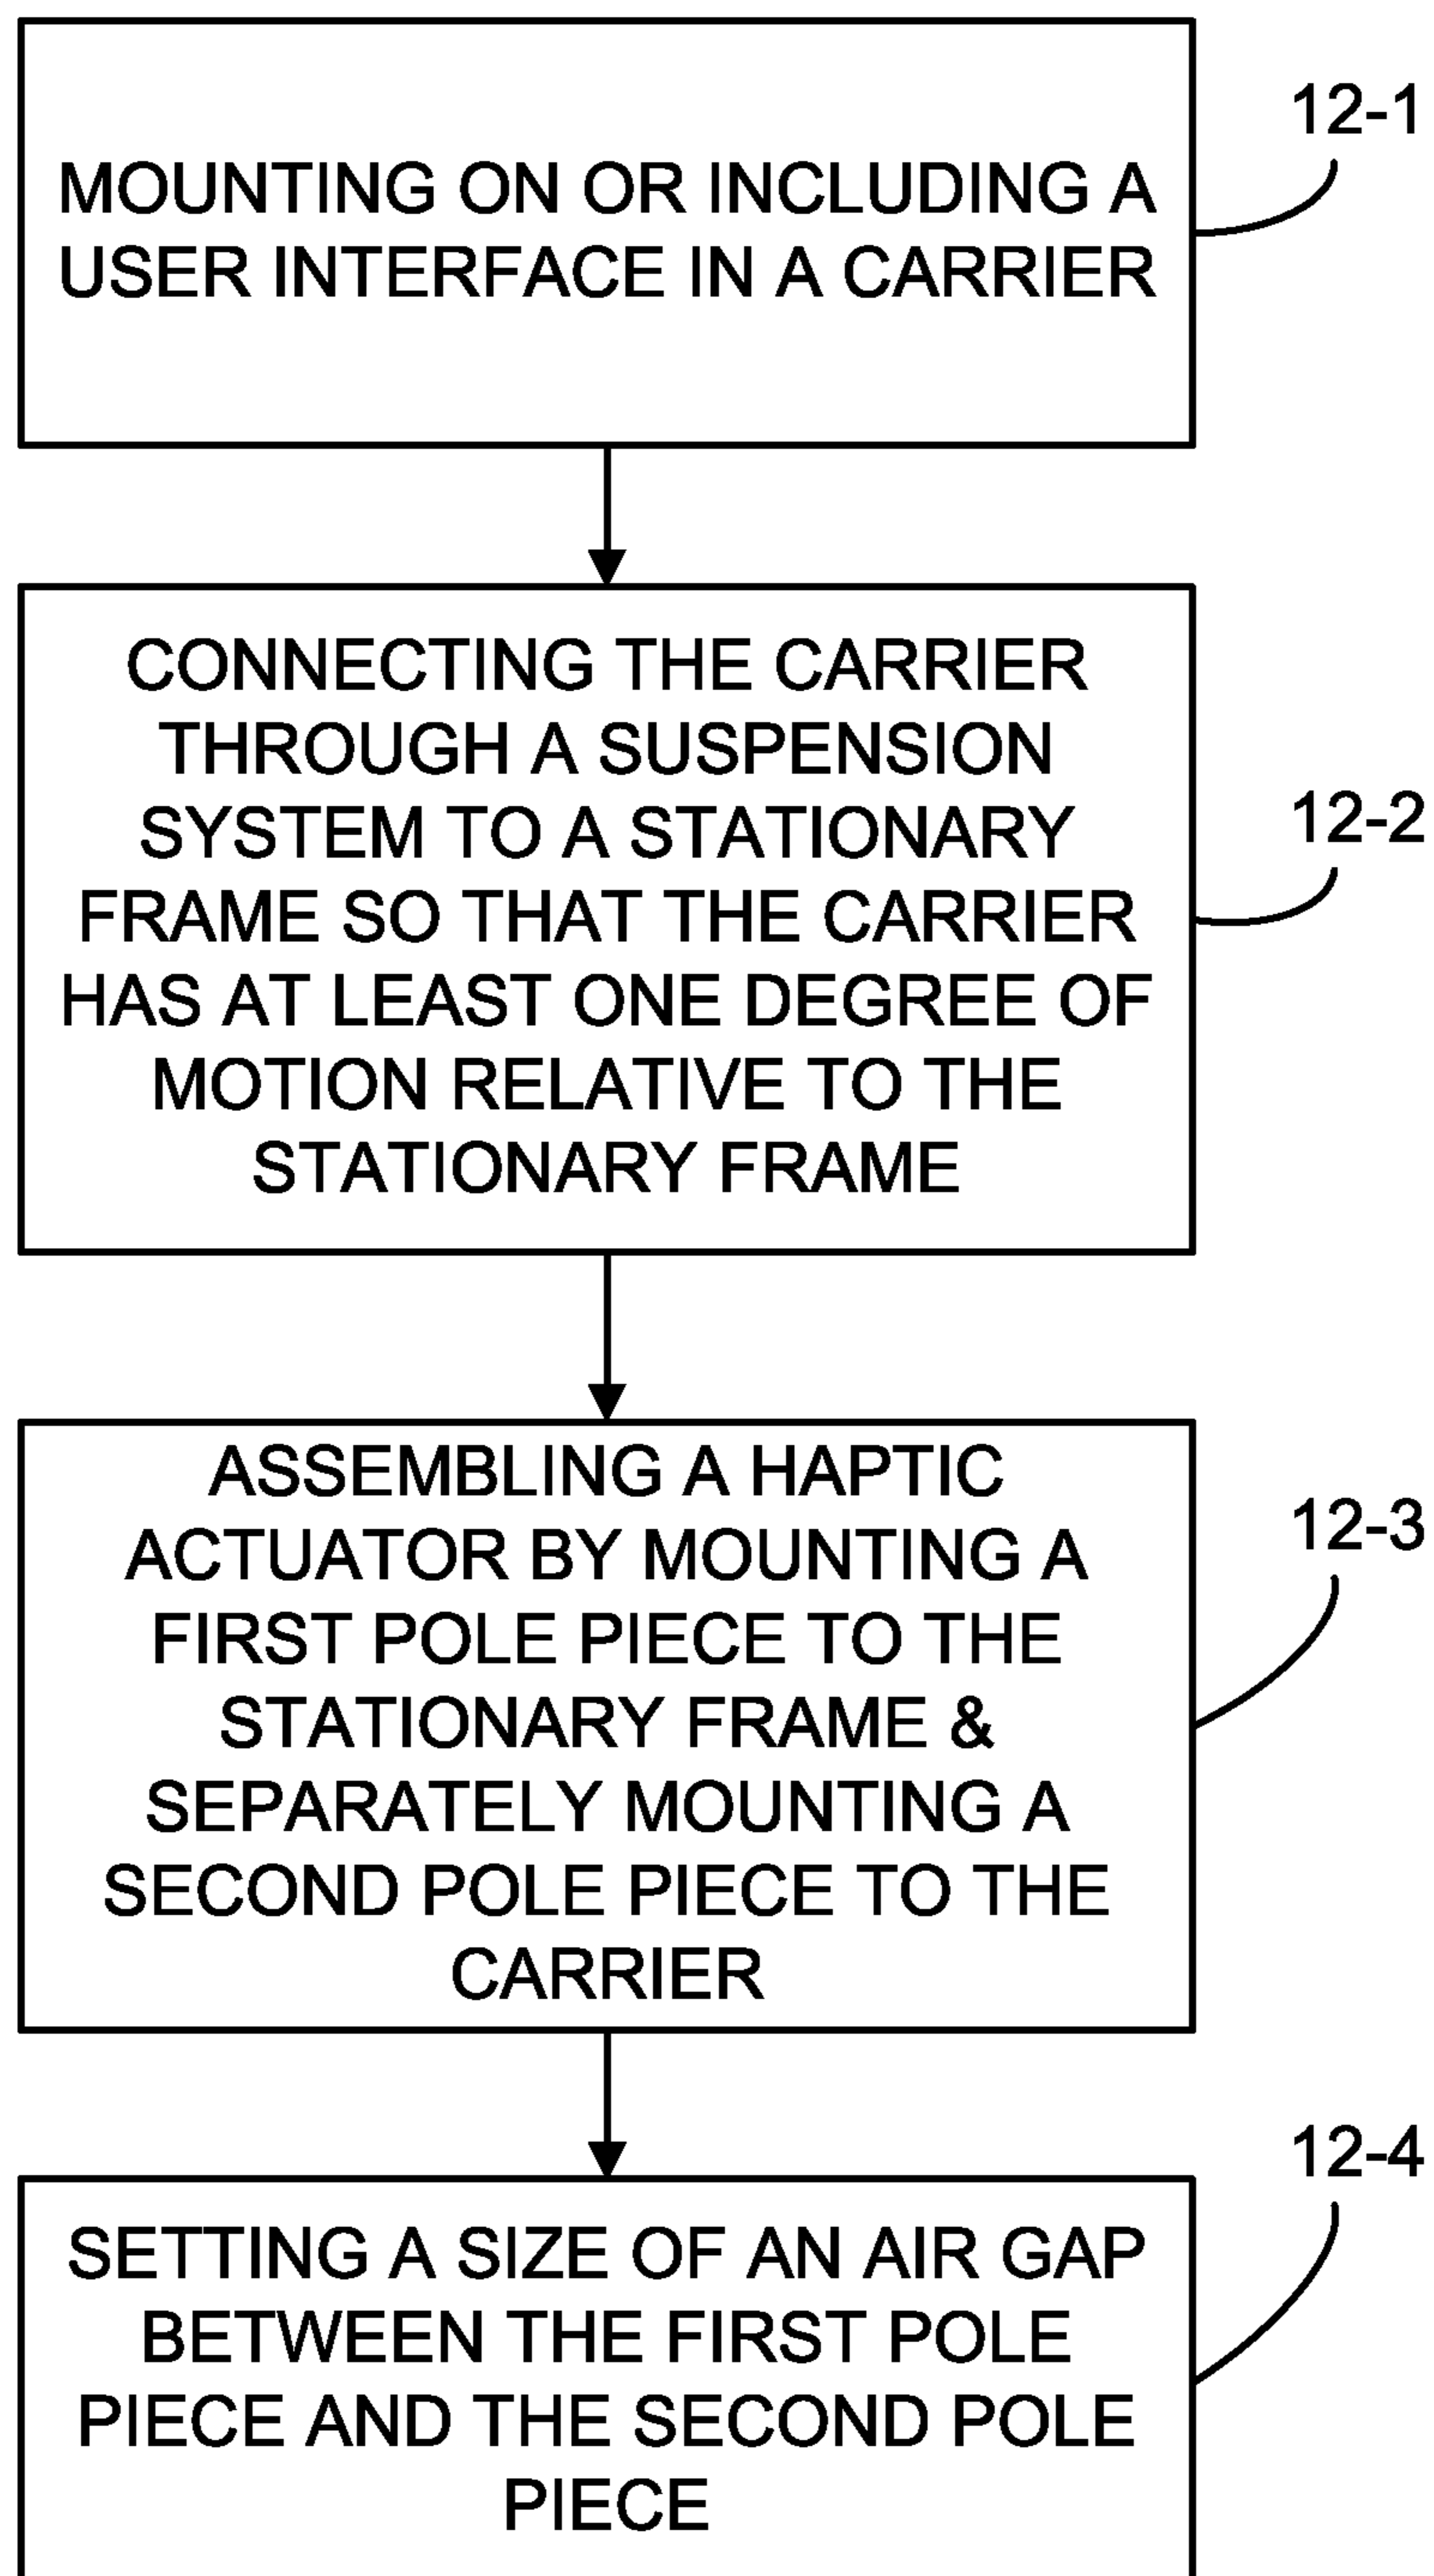 12-1
MOUNTING ON OR INCLUDING A
USER INTERFACE IN A CARRIER
CONNECTING THE CARRIER
THROUGH A SUSPENSION
SYSTEM TO A STATIONARY
FRAME SO THAT THE CARRIER
HAS AT LEAST ONE DEGREE OF
MOTION RELATIVE TO THE
STATIONARY FRAME
12-2
ASSEMBLING A HAPTIC
ACTUATOR BY MOUNTING A
FIRST POLE PIECE TO THE
STATIONARY FRAME &
SEPARATELY MOUNTING A
SECOND POLE PIECE TO THE
CARRIER
12-3
12-4
SETTING A SIZE OF AN AIR GAP
BETWEEN THE FIRST POLE
PIECE AND THE SECOND POLE
PIECE